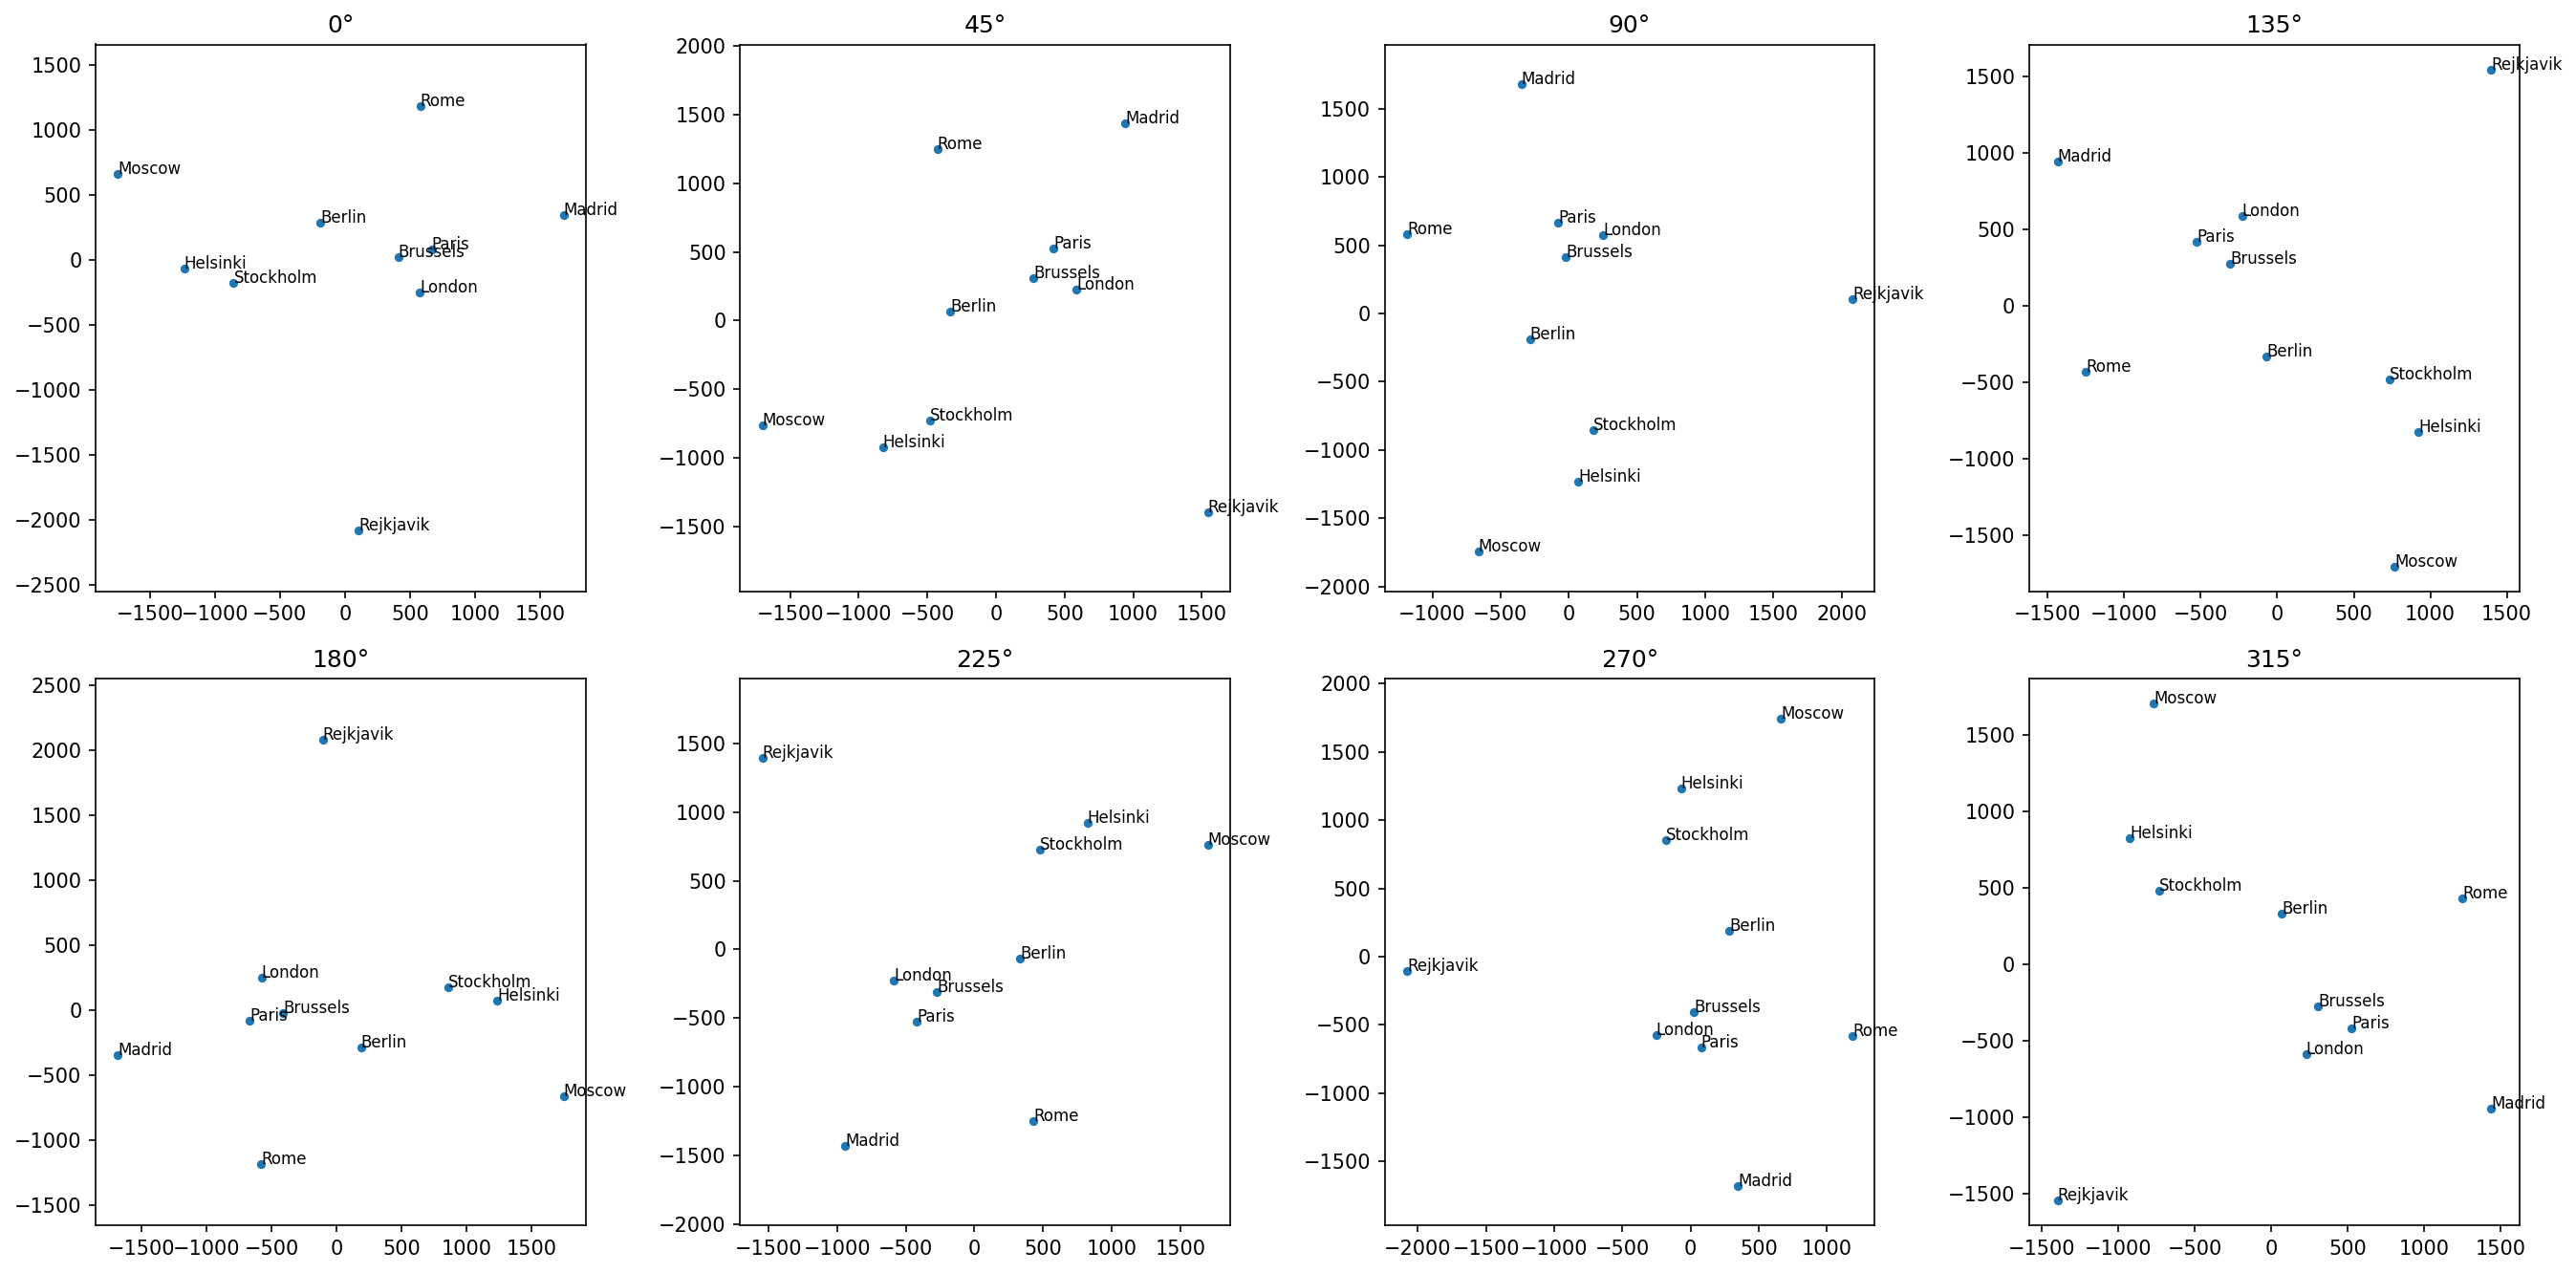 0°
1500
1000
500
0
−500
−1000
−1500
−2000
−2500
−1500−1000 −500 0 500 1000 1500
Rome
Moscow
Madrid
Berlin
Paris
Brussels
Helsinki
Stockholm
London
Rejkjavik
45°
2000
1500
1000
500
0
−500
−1000
−1500
−1500−1000 −500 0 500 1000 1500
Madrid
Rome
Paris
Brussels
London
Berlin
Stockholm
Moscow
Helsinki
Rejkjavik
90°
1500
1000
500
0
−500
−1000
−1500
−2000
−1000 −500 0 500 1000 1500 2000
Madrid
Paris
Rome
London
Brussels
Rejkjavik
Berlin
Stockholm
Helsinki
Moscow
135°
1500
1000
500
0
−500
−1000
−1500
−1500−1000 −500 0 500 1000 1500
Rejkjavik
Madrid
London
Paris
Brussels
Berlin
Rome
Stockholm
Helsinki
Moscow
180°
2500
2000
1500
1000
500
0
−500
−1000
−1500
−1500−1000 −500 0 500 1000 1500
Rejkjavik
London
Stockholm
Helsinki
Brussels
Paris
Berlin
Madrid
Moscow
Rome
225°
1500
1000
500
0
−500
−1000
−1500
−2000
−1500−1000 −500 0 500 1000 1500
Rejkjavik
Helsinki
Moscow
Stockholm
Berlin
London
Brussels
Paris
Rome
Madrid
270°
2000
1500
1000
500
0
−500
−1000
−1500
−2000−1500−1000 −500 0 500 1000
Moscow
Helsinki
Stockholm
Berlin
Rejkjavik
Brussels
London
Rome
Paris
Madrid
315°
1500
1000
500
0
−500
−1000
−1500
−1500−1000 −500 0 500 1000 1500
Moscow
Helsinki
Stockholm
Rome
Berlin
Brussels
Paris
London
Madrid
Rejkjavik